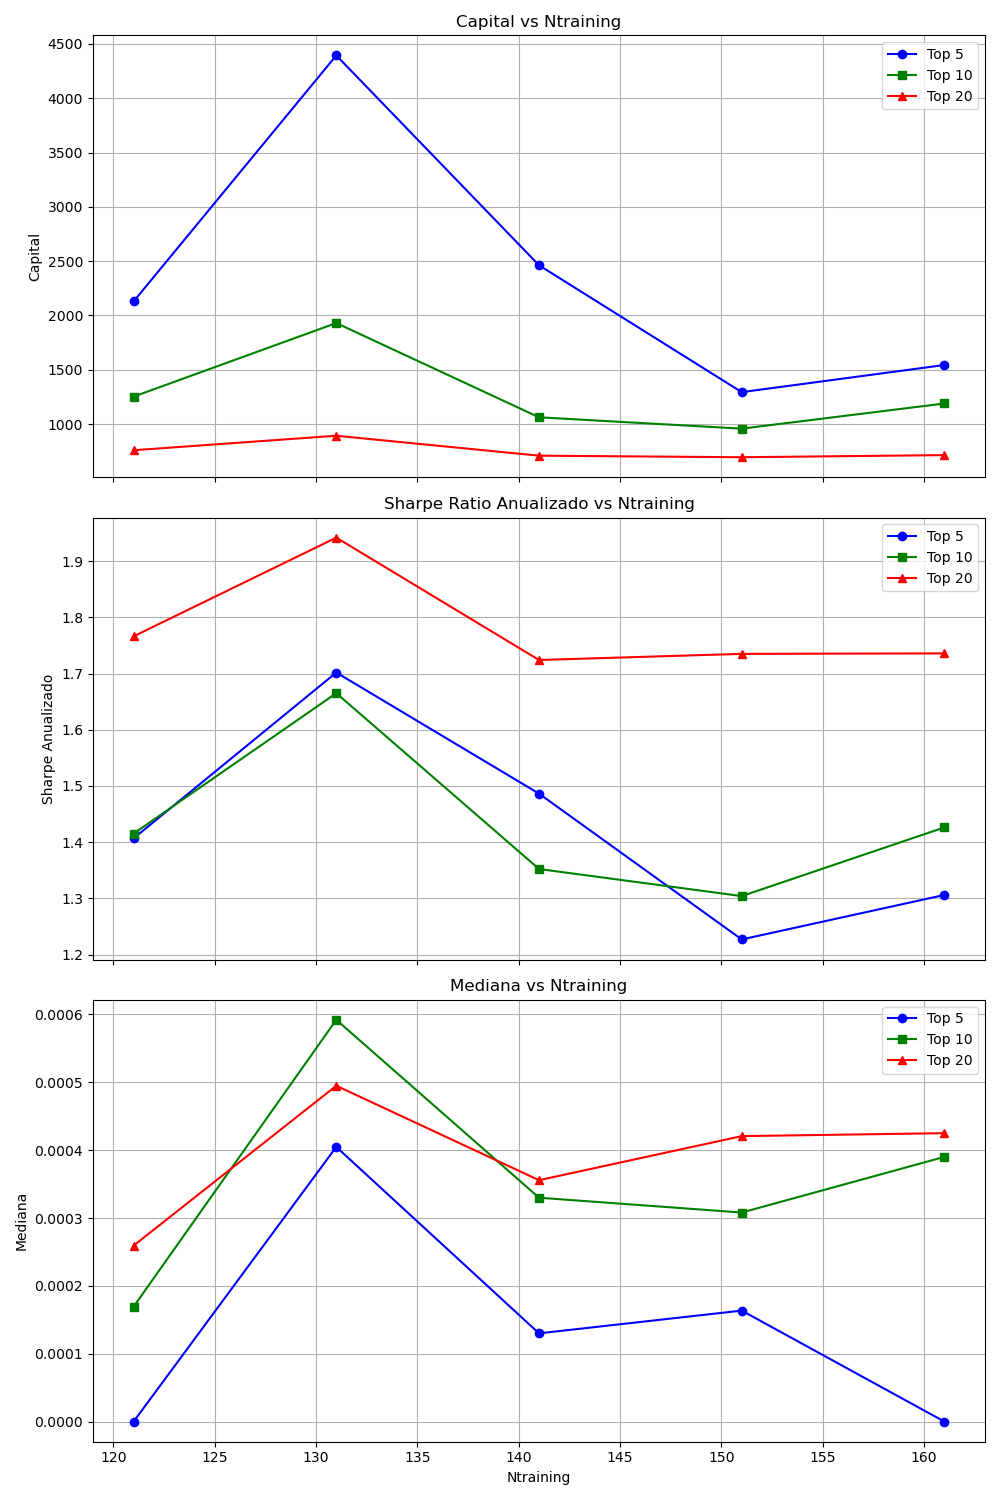 Capital vs Ntraining
4500
4000
3500
3000
2500
2000
1500
1000
Capital
Top 5
Top 10
Top 20
Sharpe Ratio Anualizado vs Ntraining
1.9
1.8
1.7
1.6
1.5
1.4
1.3
1.2
Sharpe Anualizado
Top 5
Top 10
Top 20
Mediana vs Ntraining
0.0006
0.0005
0.0004
0.0003
0.0002
0.0001
0.0000
Mediana
Top 5
Top 10
Top 20
120 125 130 135 140 145 150 155 160
Ntraining